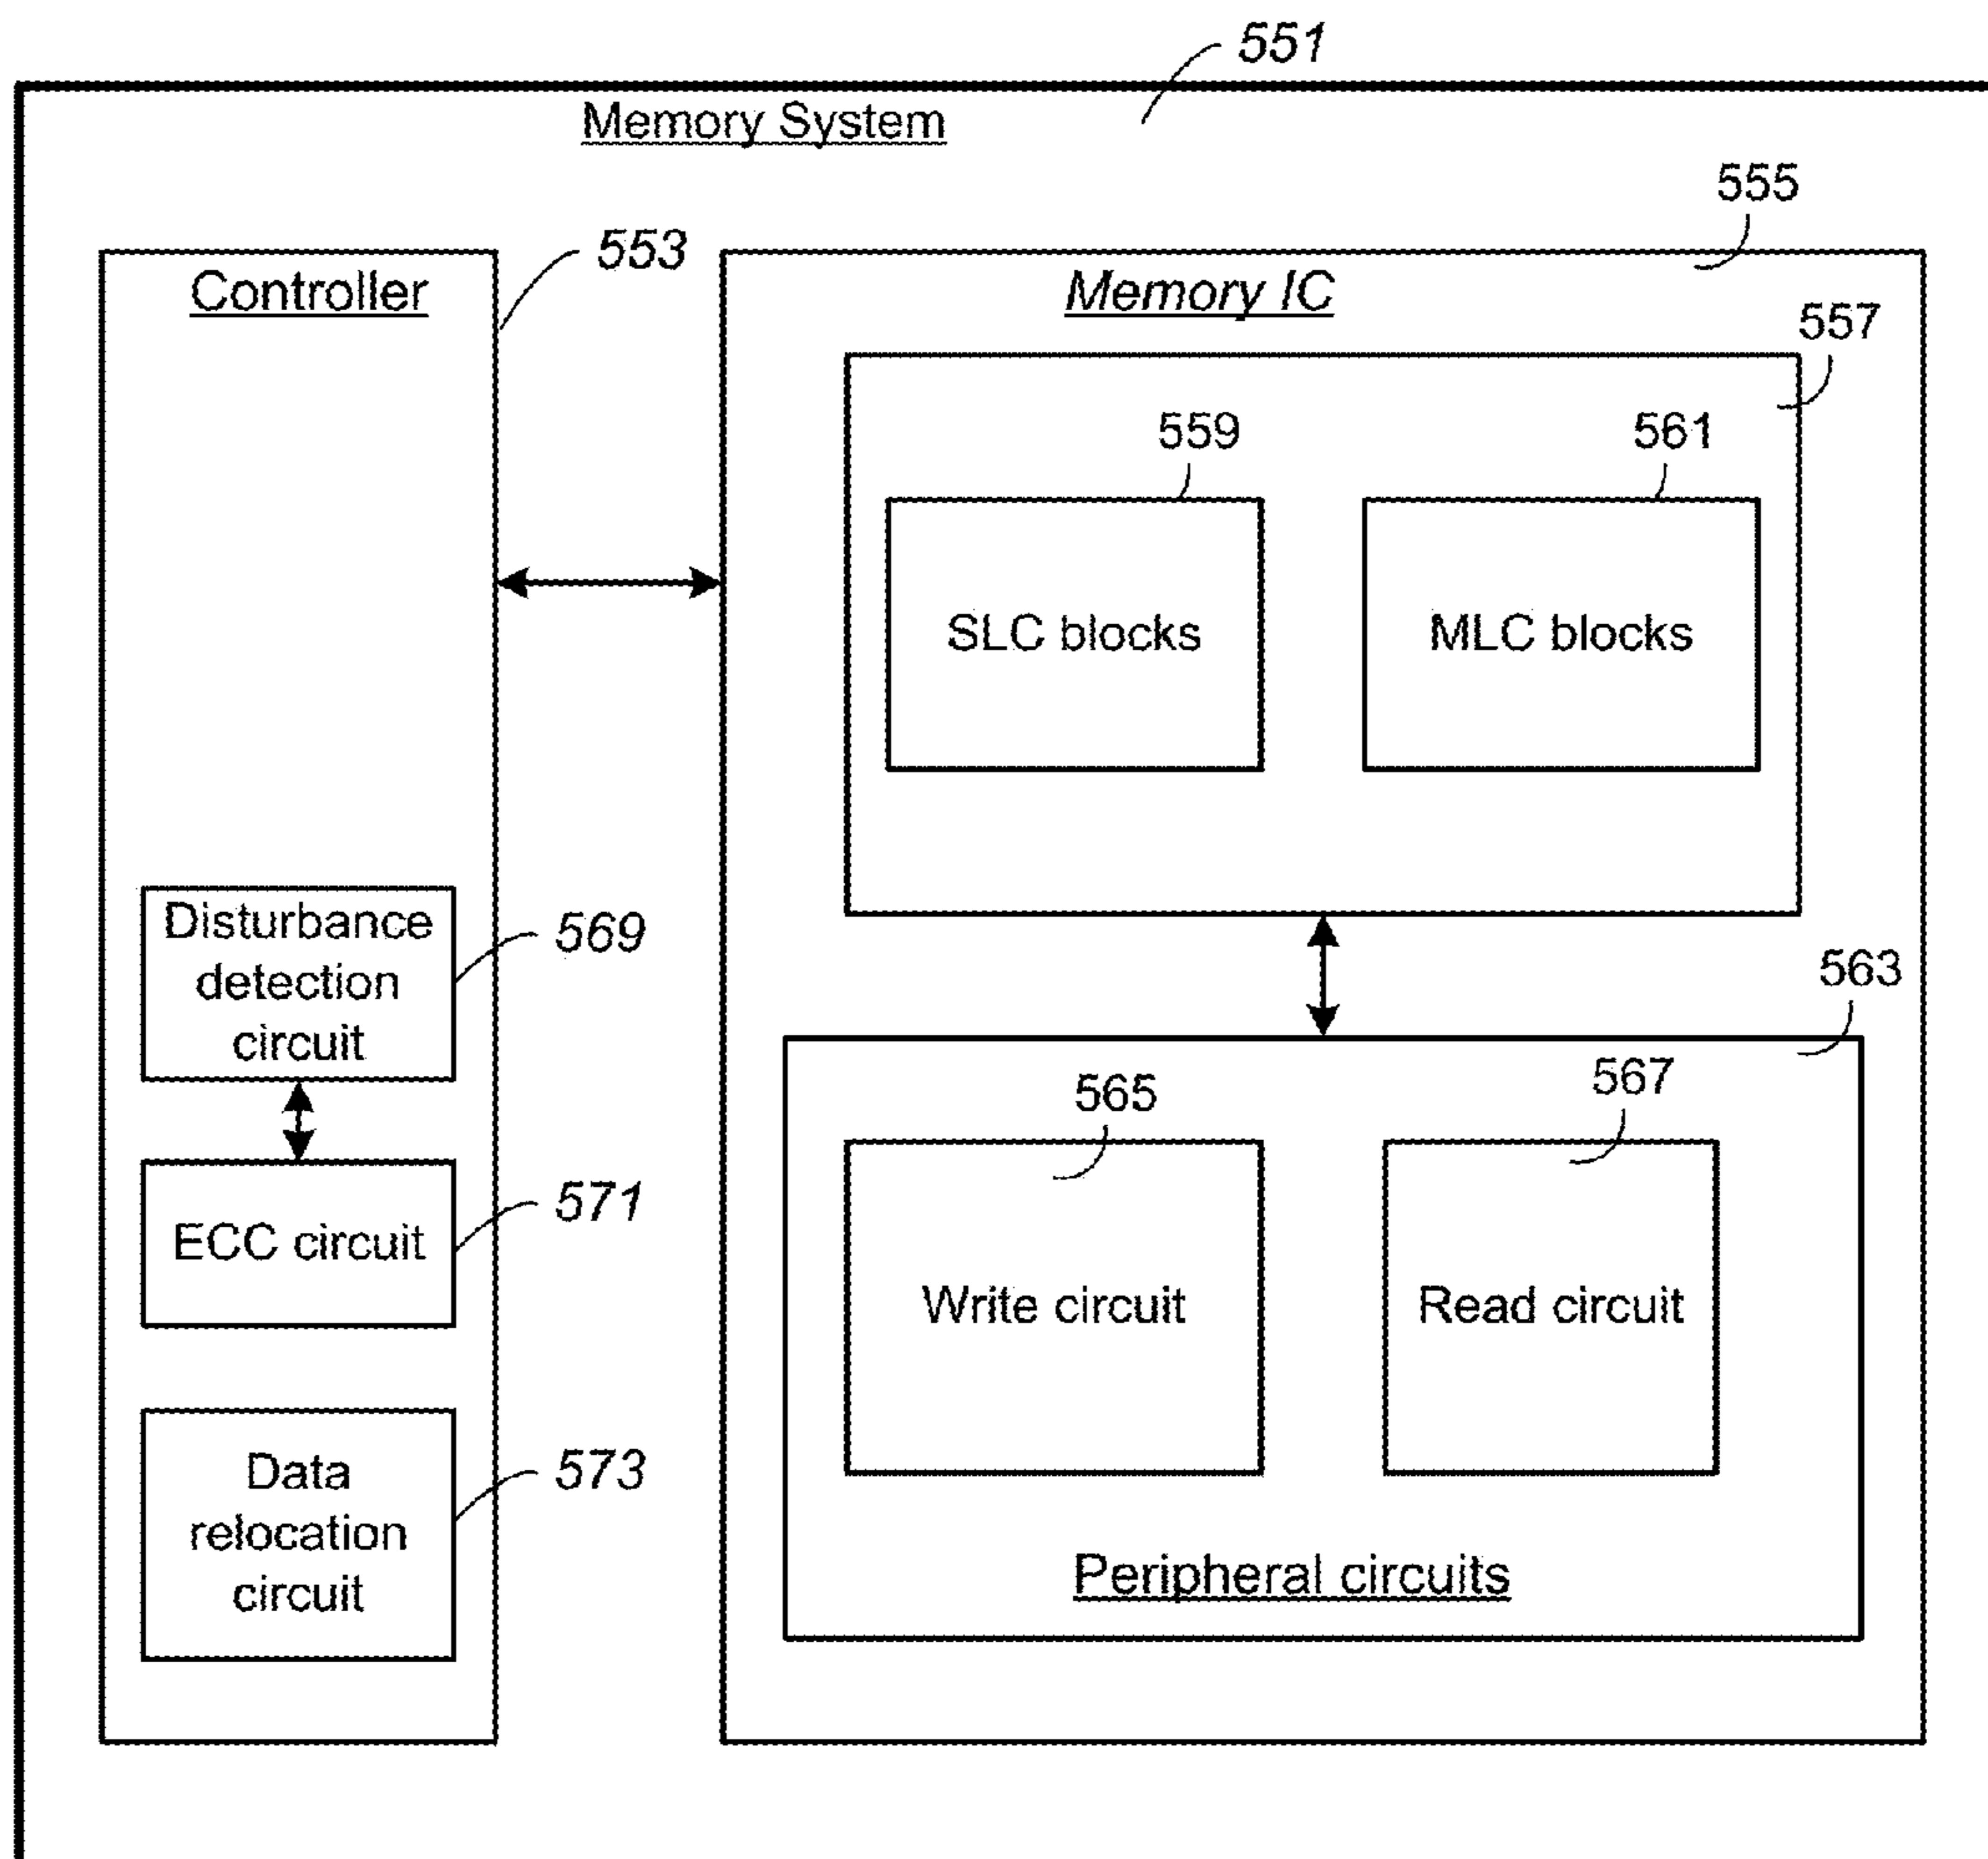 551
Memory System
555
553
Controller
Memory IC
557
559
561
SLC blocks
MLC blocks
Disturbance
detection
circuit
569
563
565
567
571
ECC circuit
Write circuit
Read circuit
Data
relocation
circuit
573
Peripheral circuits